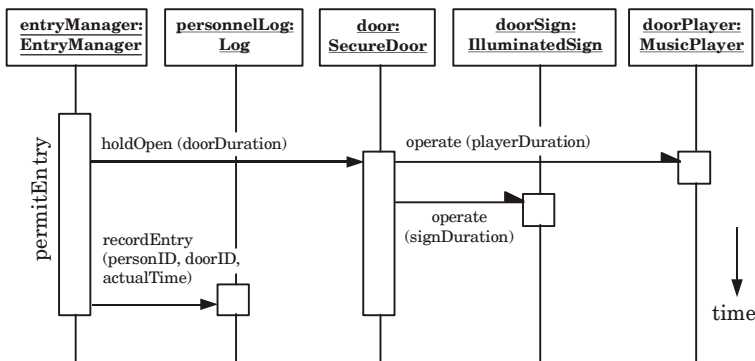 entryManager:
EntryManager
personnelLog:
Log
door:
SecureDoor
doorSign:
IlluminatedSign
doorPlayer:
MusicPlayer
permitEntry
holdOpen (doorDuration)
operate (playerDuration)
operate
(signDuration)
recordEntry
(personID, doorID,
actualTime)
time